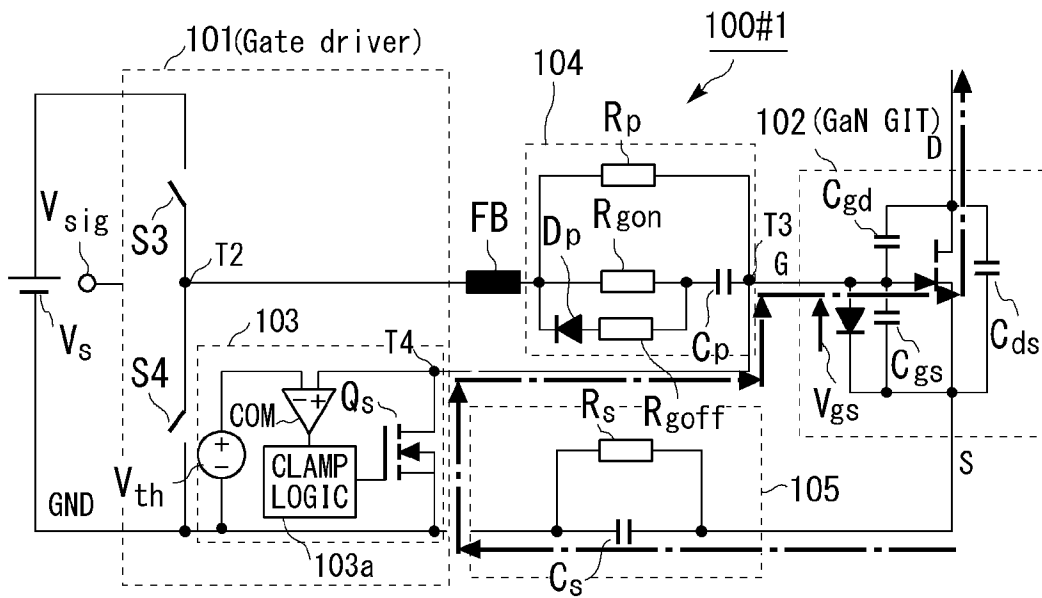 100#1
101(Gate driver)
104
102(GaN GIT)
D
Rp
Cgd
Vsig
S3
T2
FB
Dp
Rgon
T3
G
Vs
103
T4
Cp
Cgs
Cds
S4
COM
- +
Qs
Rs
Rgoff
Vgs
Vth
+
-
CLAMP
LOGIC
GND
105
S
103a
Cs